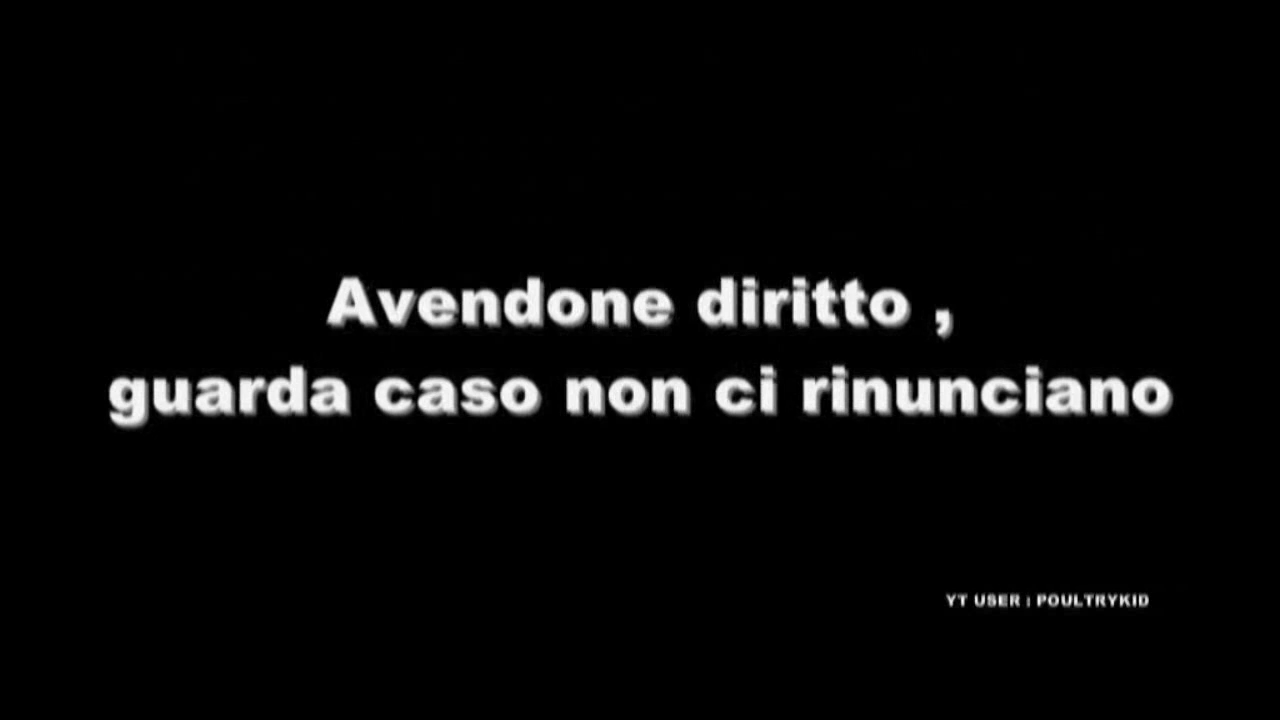 Avendone diritto ,
guarda caso non ci rinunciano
YT USER : POULTRYKID